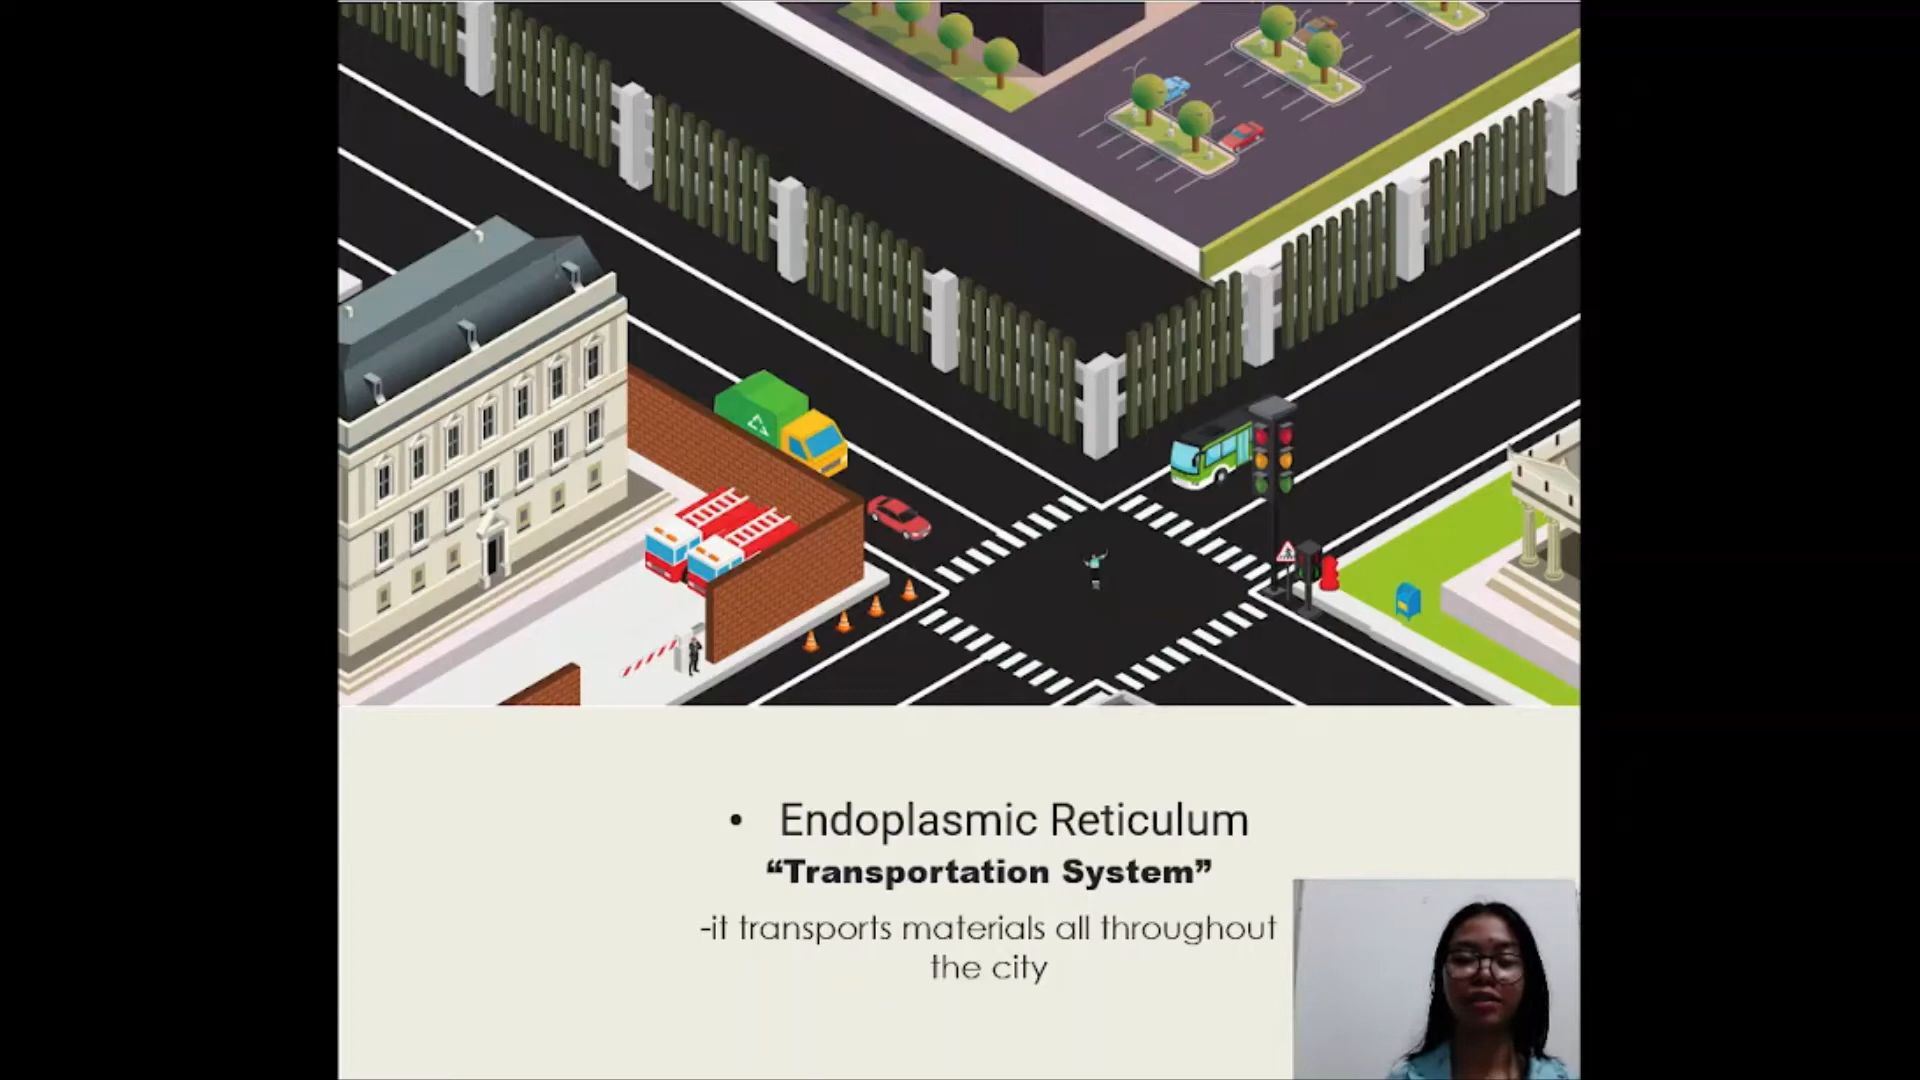 • Endoplasmic Reticulum
“Transportation System”
-it transports materials all throughout
the city